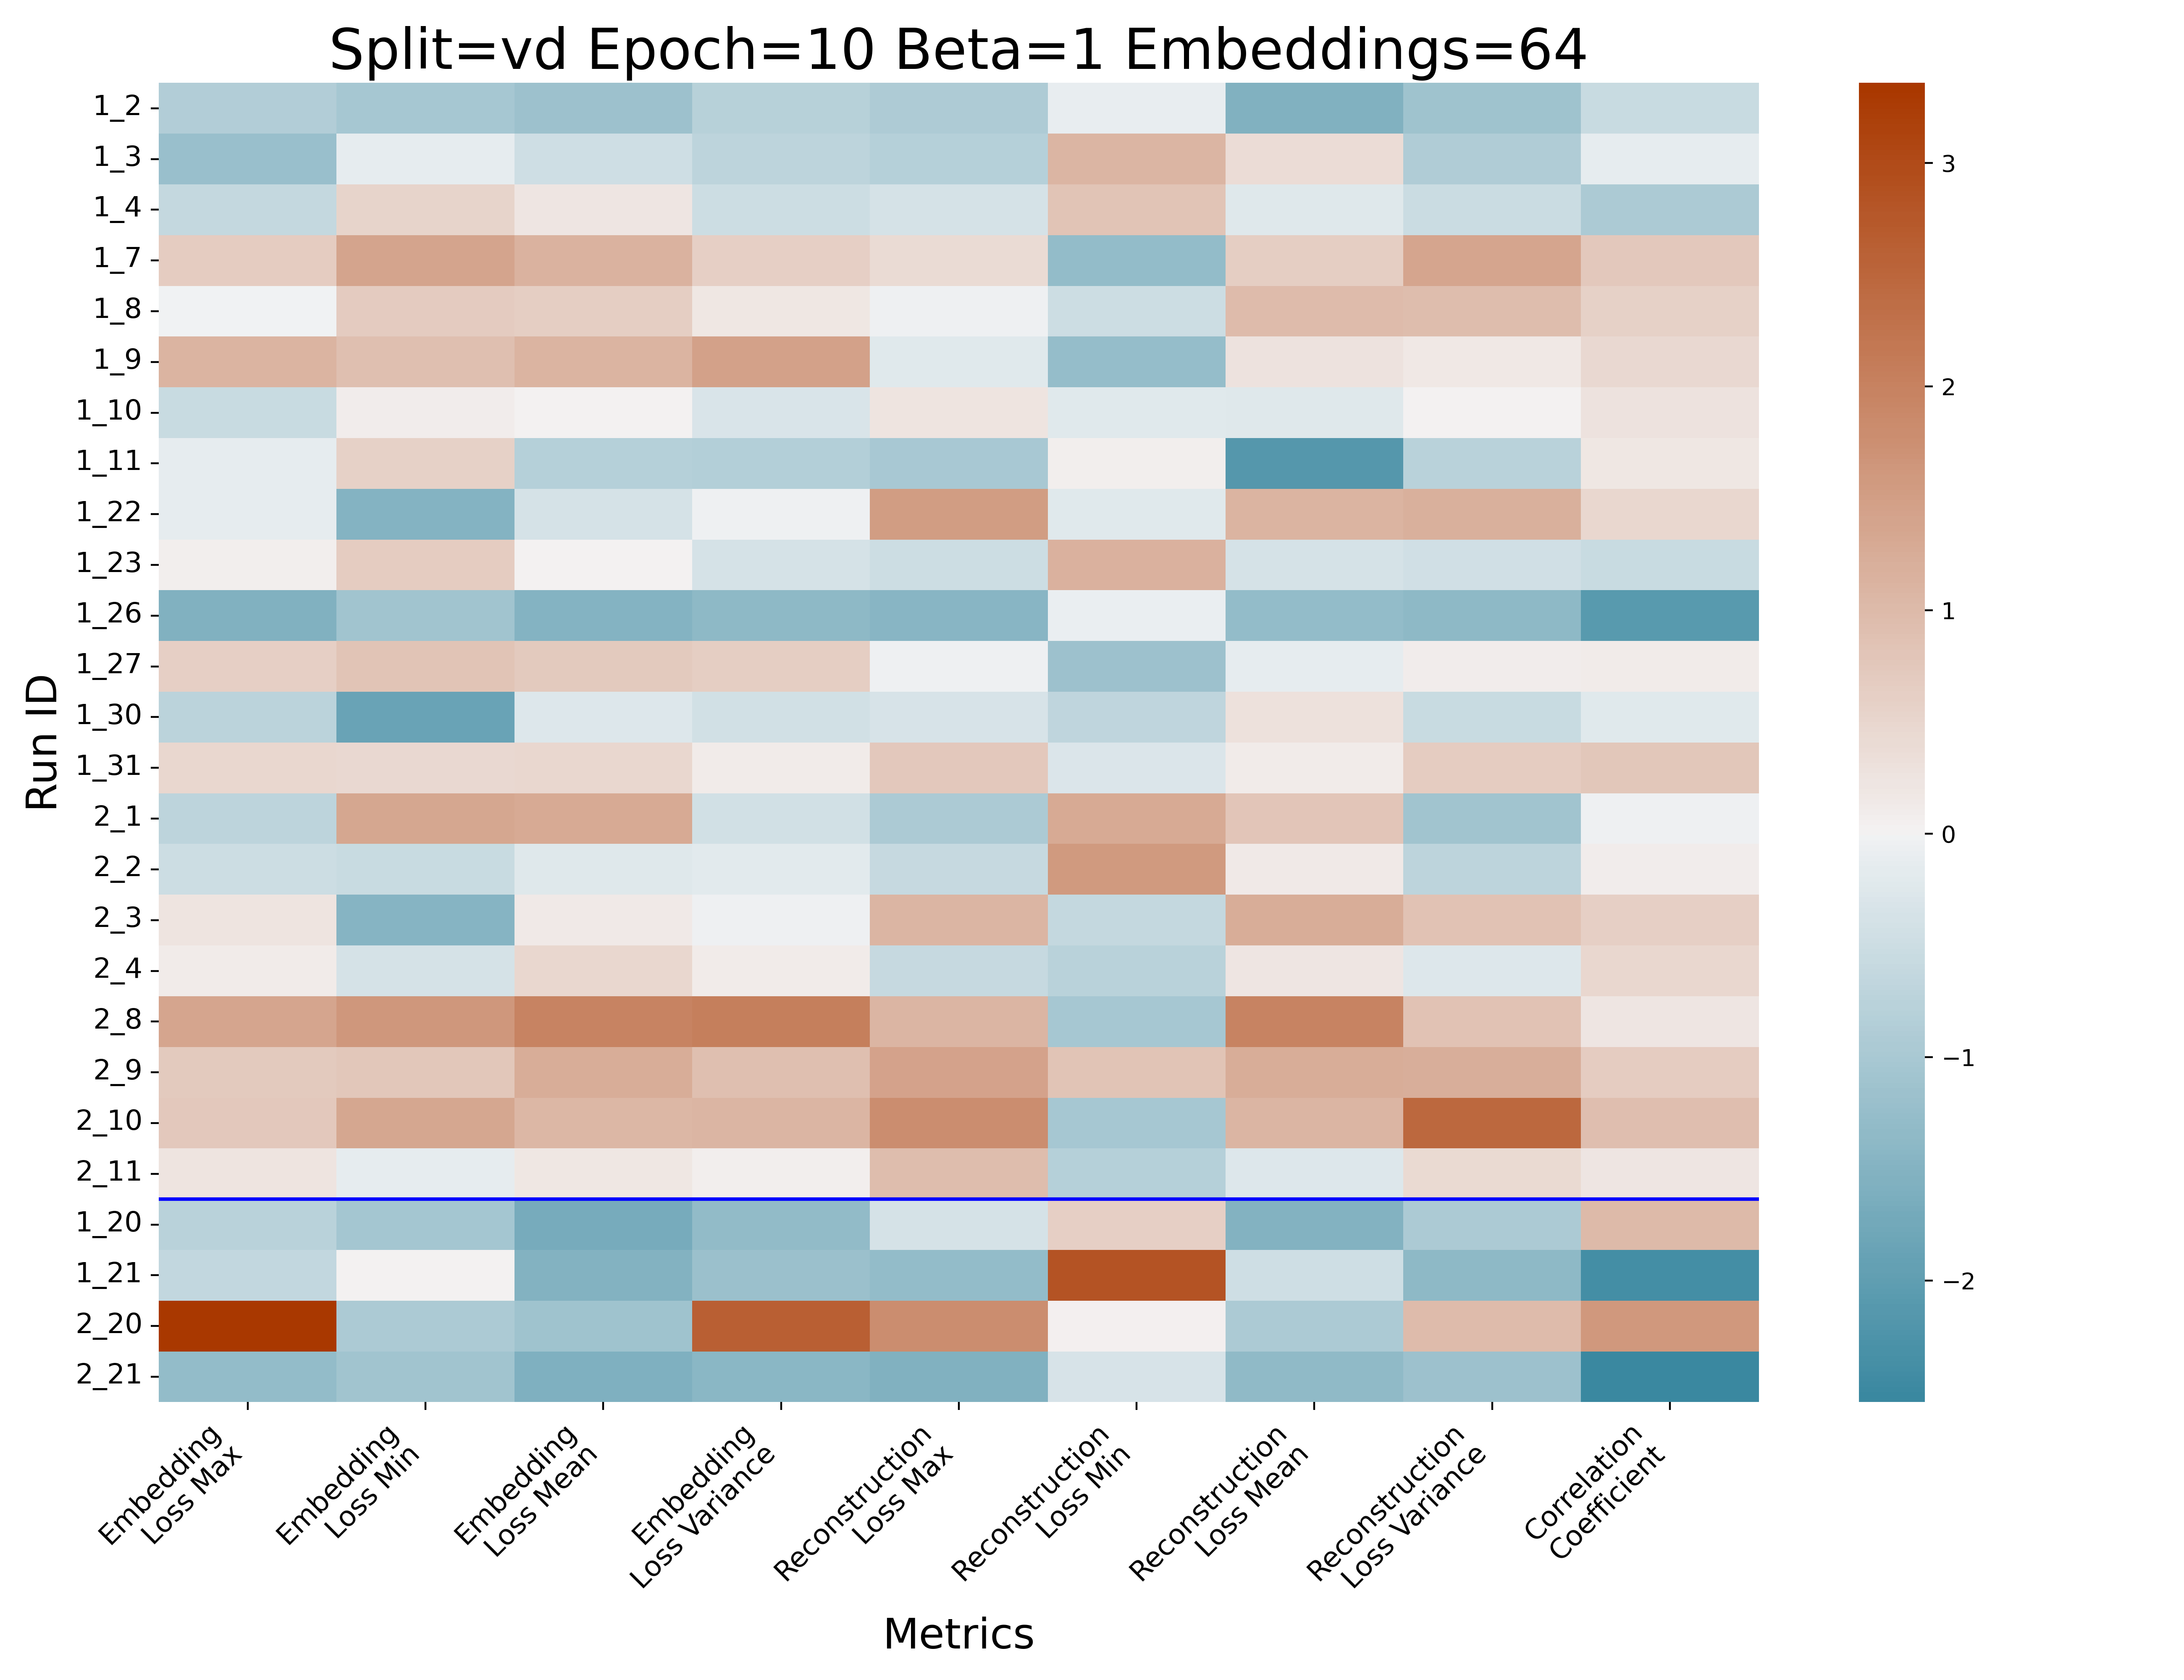 Split=vd Epoch=10 Beta=1 Embeddings=64
Run ID
1_2
1_3
1_4
1_7
1_8
1_9
1_10
1_11
1_22
1_23
1_26
1_27
1_30
1_31
2_1
2_2
2_3
2_4
2_8
2_9
2_10
2_11
1_20
1_21
2_20
2_21
Embedding
Loss Max
Embedding
Loss Min
Embedding
Loss Mean
Embedding
Loss Variance
Reconstruction
Loss Max
Reconstruction
Loss Min
Reconstruction
Loss Mean
Reconstruction
Loss Variance
Correlation
Coefficient
Metrics
3
2
1
0
−1
−2